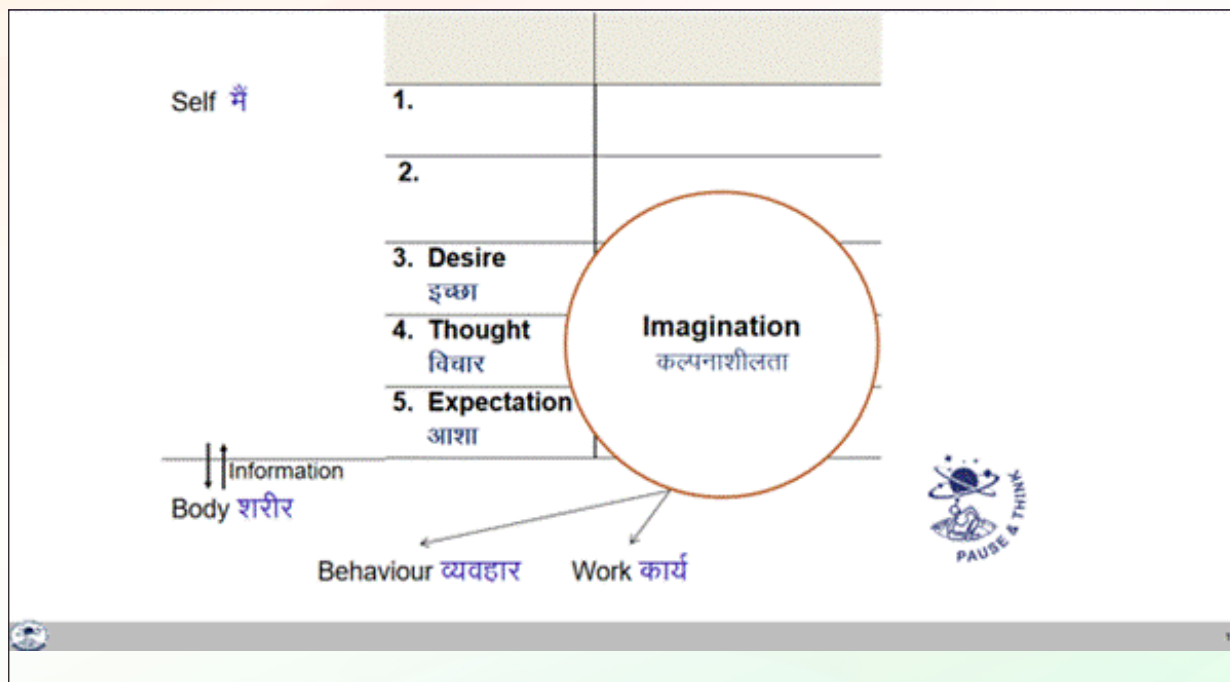 Self मैं
1.
2.
3. Desire
इच्छा
4. Thought
विचार
5. Expectation
आशा
Imagination
कल्पनाशीलता
Information
Body शरीर
Behaviour व्यवहार
Work कार्य
PAUSE & THINK